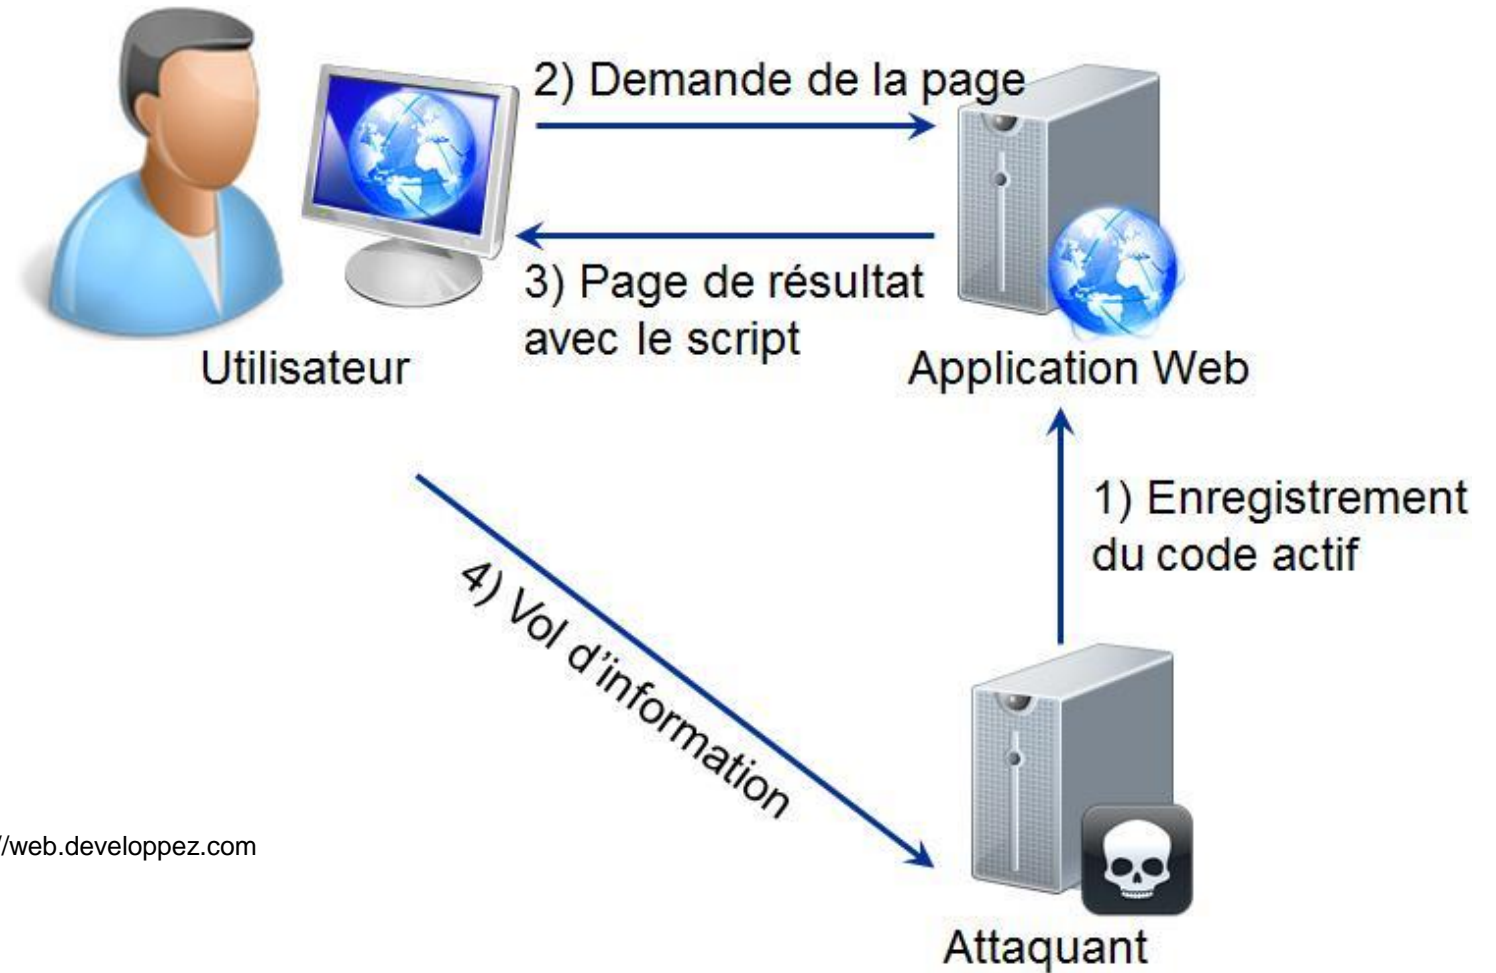 2) Demande de la page
3) Page de résultat
avec le script
Utilisateur
Application Web
1) Enregistrement
du code actif
4) Vol d'information
//web.developpez.com
Attaquant